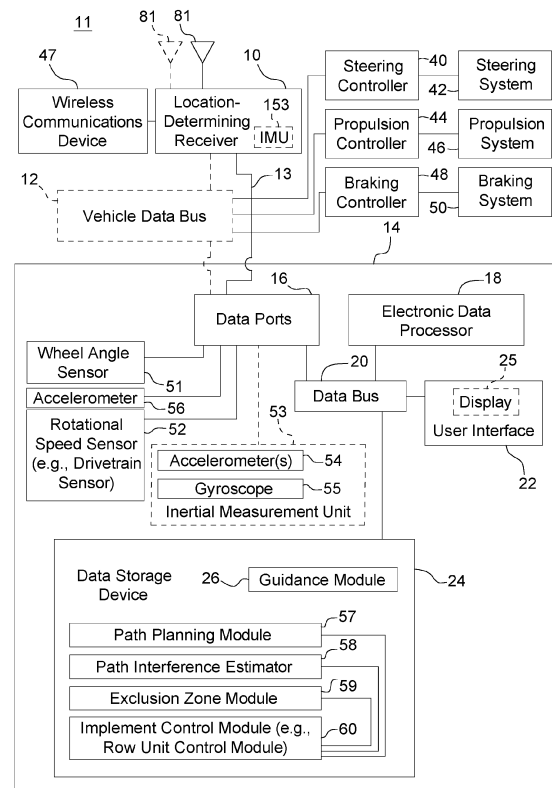 11
81
81
47
10
Wireless
Communications
Device
Location-
Determining
Receiver
153
IMU
40
Steering
Controller
42
Steering
System
44
Propulsion
Controller
46
Propulsion
System
48
Braking
Controller
50
Braking
System
12
Vehicle Data Bus
13
14
16
Data Ports
18
Electronic Data
Processor
20
Data Bus
25
Display
User Interface
22
Wheel Angle
Sensor
51
Accelerometer
56
Rotational
Speed Sensor
(e.g., Drivetrain
Sensor)
52
53
Accelerometer(s)
54
Gyroscope
55
Inertial Measurement Unit
Data Storage
Device
26
Guidance Module
24
57
Path Planning Module
58
Path Interference Estimator
59
Exclusion Zone Module
60
Implement Control Module (e.g.,
Row Unit Control Module)